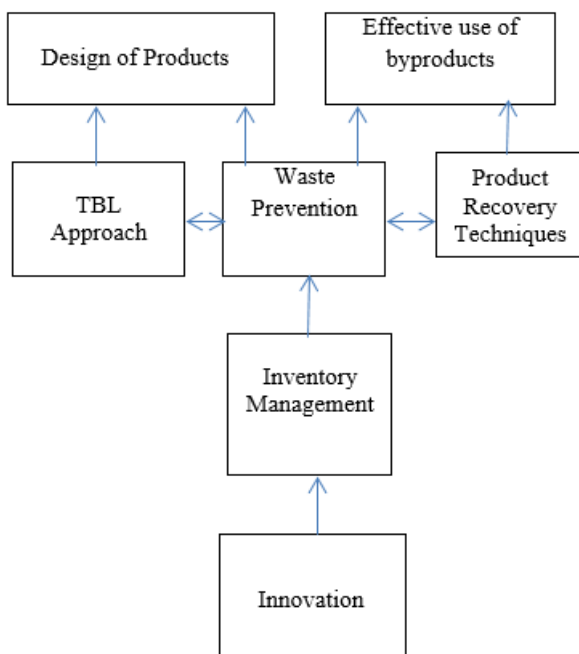 Design of Products
Effective use of
byproducts
TBL
Approach
Waste
Prevention
Product
Recovery
Techniques
Inventory
Management
Innovation